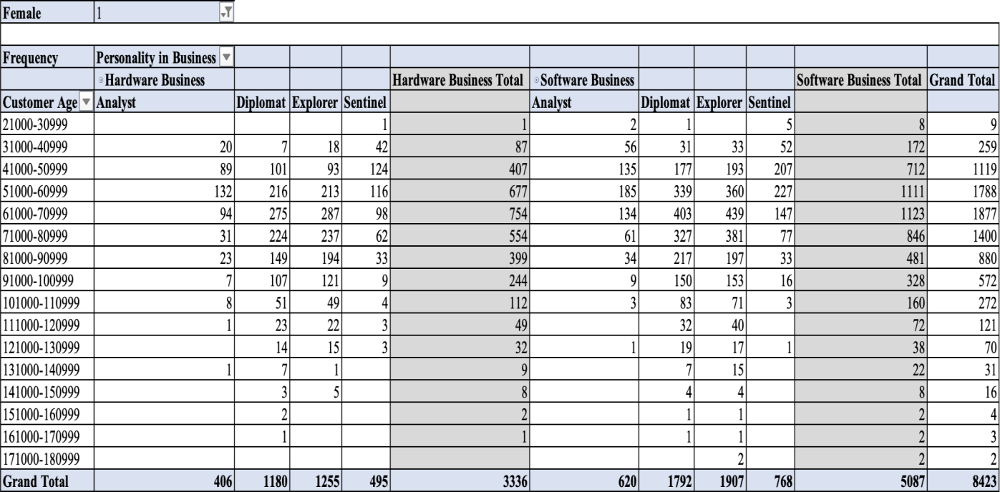 Female 1
Frequency Personality in Business
Hardware Business Hardware Business Total Software Business Software Business Total Grand Total
Customer Age Analyst Diplomat Explorer Sentinel Analyst Diplomat Explorer Sentinel
21000-30999 1 1 2 1 5 8 9
31000-40999 20 7 18 42 87 56 31 33 52 172 259
41000-50999 89 101 93 124 407 135 177 193 207 712 1119
51000-60999 132 216 213 116 677 185 339 360 227 1111 1788
61000-70999 94 275 287 98 754 134 403 439 147 1123 1877
71000-80999 31 224 237 62 554 61 327 381 77 846 1400
81000-90999 23 149 194 33 399 34 217 197 33 481 880
91000-100999 7 107 121 9 244 9 150 153 16 328 572
101000-110999 8 51 49 4 112 3 83 71 3 160 272
111000-120999 1 23 22 3 49 32 40 72 121
121000-130999 14 15 3 32 1 19 17 1 38 70
131000-140999 1 7 1 9 7 15 22 31
141000-150999 3 5 8 4 4 8 16
151000-160999 2 2 1 1 2 4
161000-170999 1 1 1 1 2 3
171000-180999 2 2 2
Grand Total 406 1180 1255 495 3336 620 1792 1907 768 5087 8423